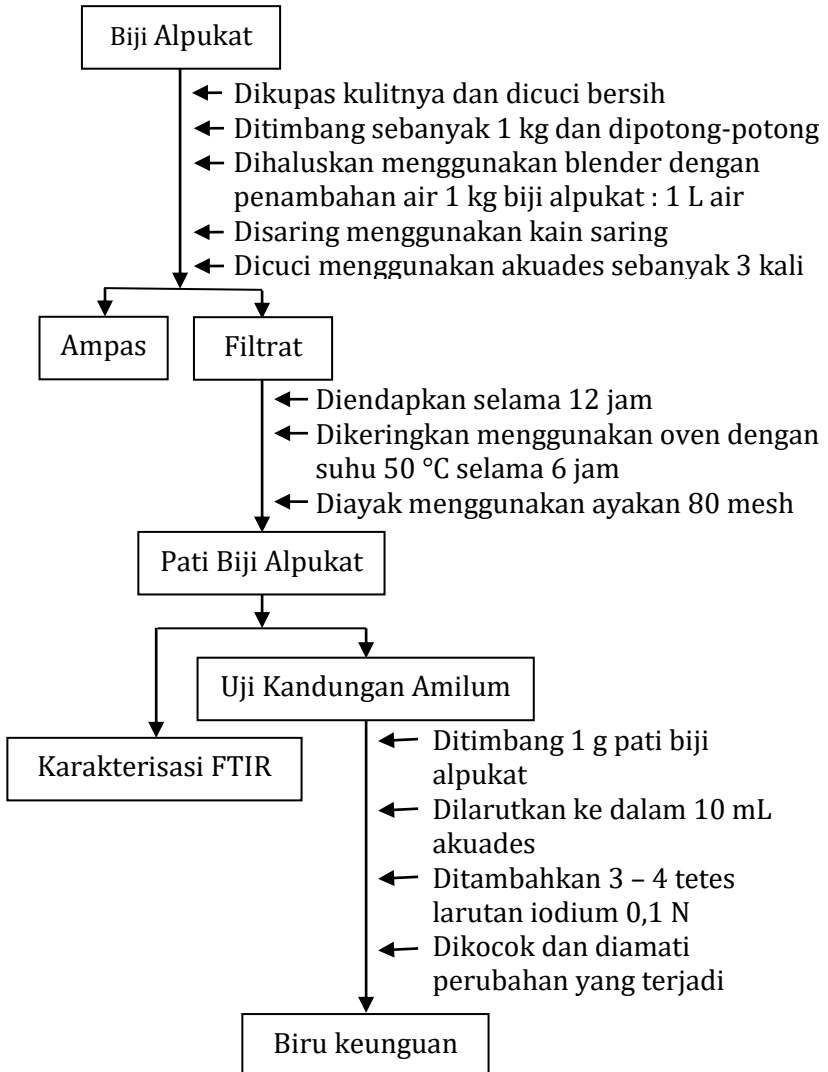 Biji Alpukat
Dikupas kulitnya dan dicuci bersih
Ditimbang sebanyak 1 kg dan dipotong-potong
Dihaluskan menggunakan blender dengan
penambahan air 1 kg biji alpukat : 1 L air
Disaring menggunakan kain saring
Dicuci menggunakan akuades sebanyak 3 kali
Ampas
Filtrat
Diendapkan selama 12 jam
Dikeringkan menggunakan oven dengan
suhu 50 °C selama 6 jam
Diayak menggunakan ayakan 80 mesh
Pati Biji Alpukat
Uji Kandungan Amilum
Karakterisasi FTIR
Ditimbang 1 g pati biji
alpukat
Dilarutkan ke dalam 10 mL
akuades
Ditambahkan 3 – 4 tetes
larutan iodium 0,1 N
Dikocok dan diamati
perubahan yang terjadi
Biru keunguan